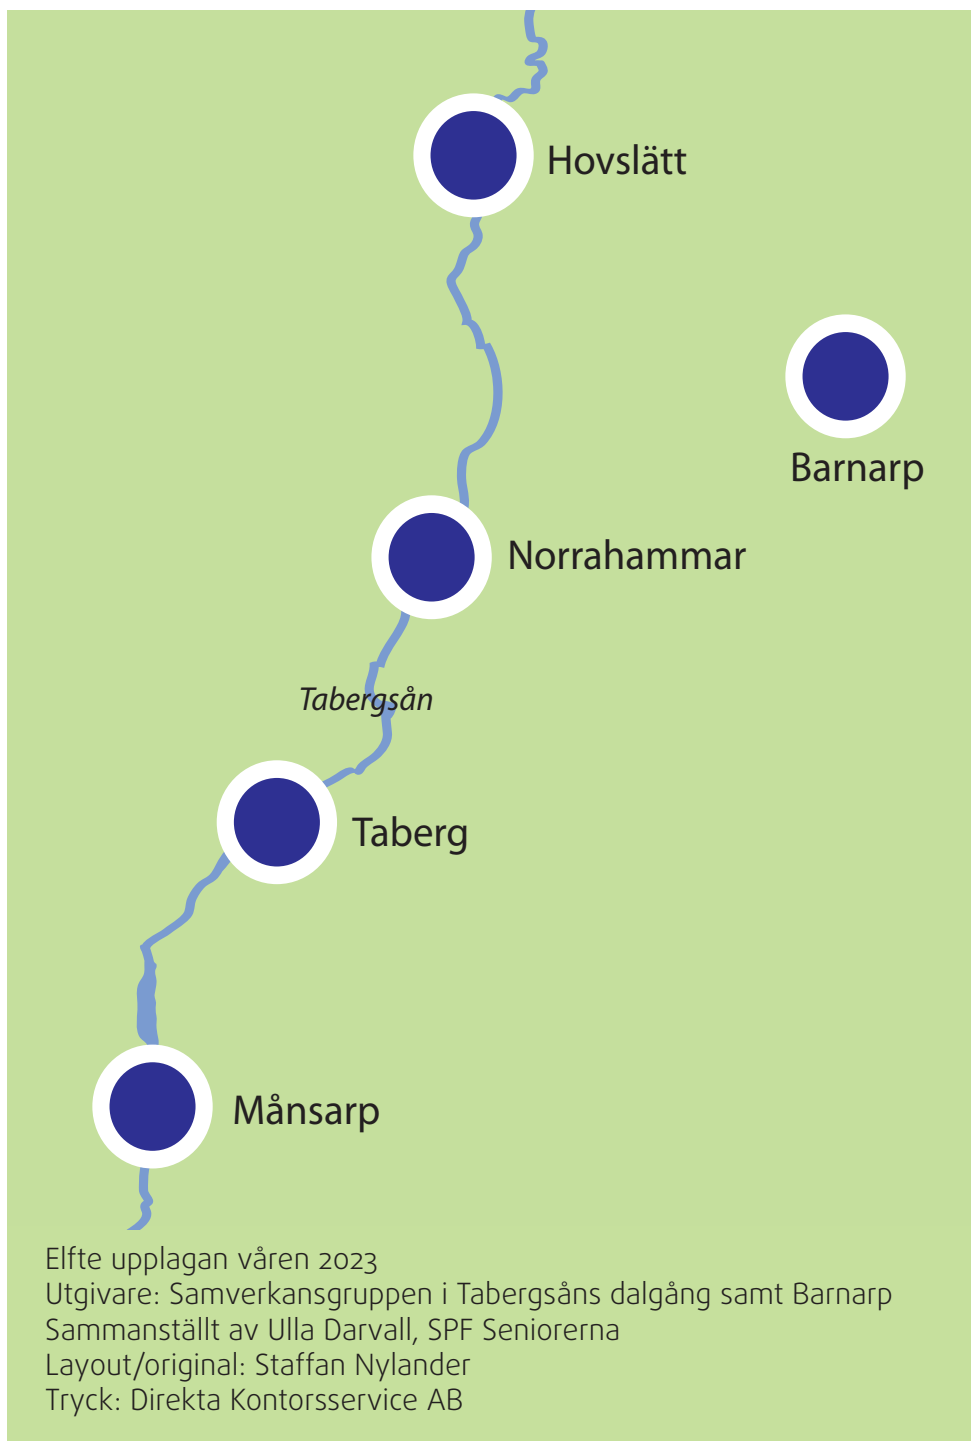 Hovslätt
Barnarp
Norrahammar
Tabergsån
Taberg
Månsarp
Elfte upplagan våren 2023
Utgivare: Samverkansgruppen i Tabergsåns dalgång samt Barnarp
Sammanställt av Ulla Darvall, SPF Seniorerna
Layout/original: Staffan Nylander
Tryck: Direkta Kontorsservice AB